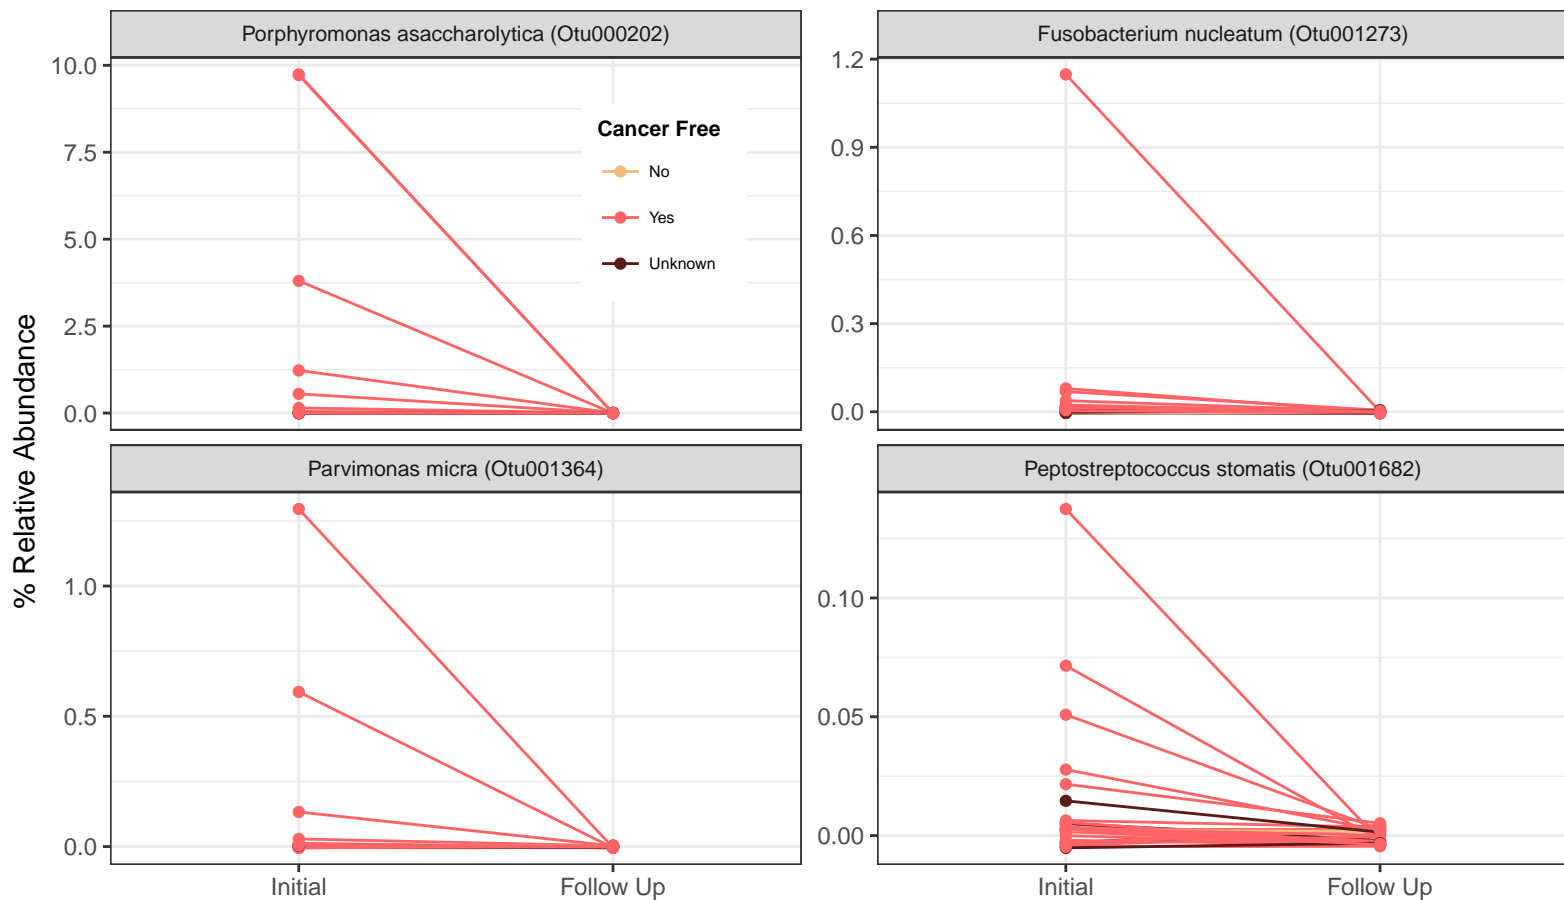 % Relative Abundance
Porphyromonas asaccharolytica (Otu000202)
10.0
7.5
5.0
2.5
0.0
Cancer Free
No
Yes
Unknown
Fusobacterium nucleatum (Otu001273)
1.2
0.9
0.6
0.3
0.0
Parvimonas micra (Otu001364)
1.0
0.5
0.0
Initial
Follow Up
Peptostreptococcus stomatis (Otu001682)
0.10
0.05
0.00
Initial
Follow Up